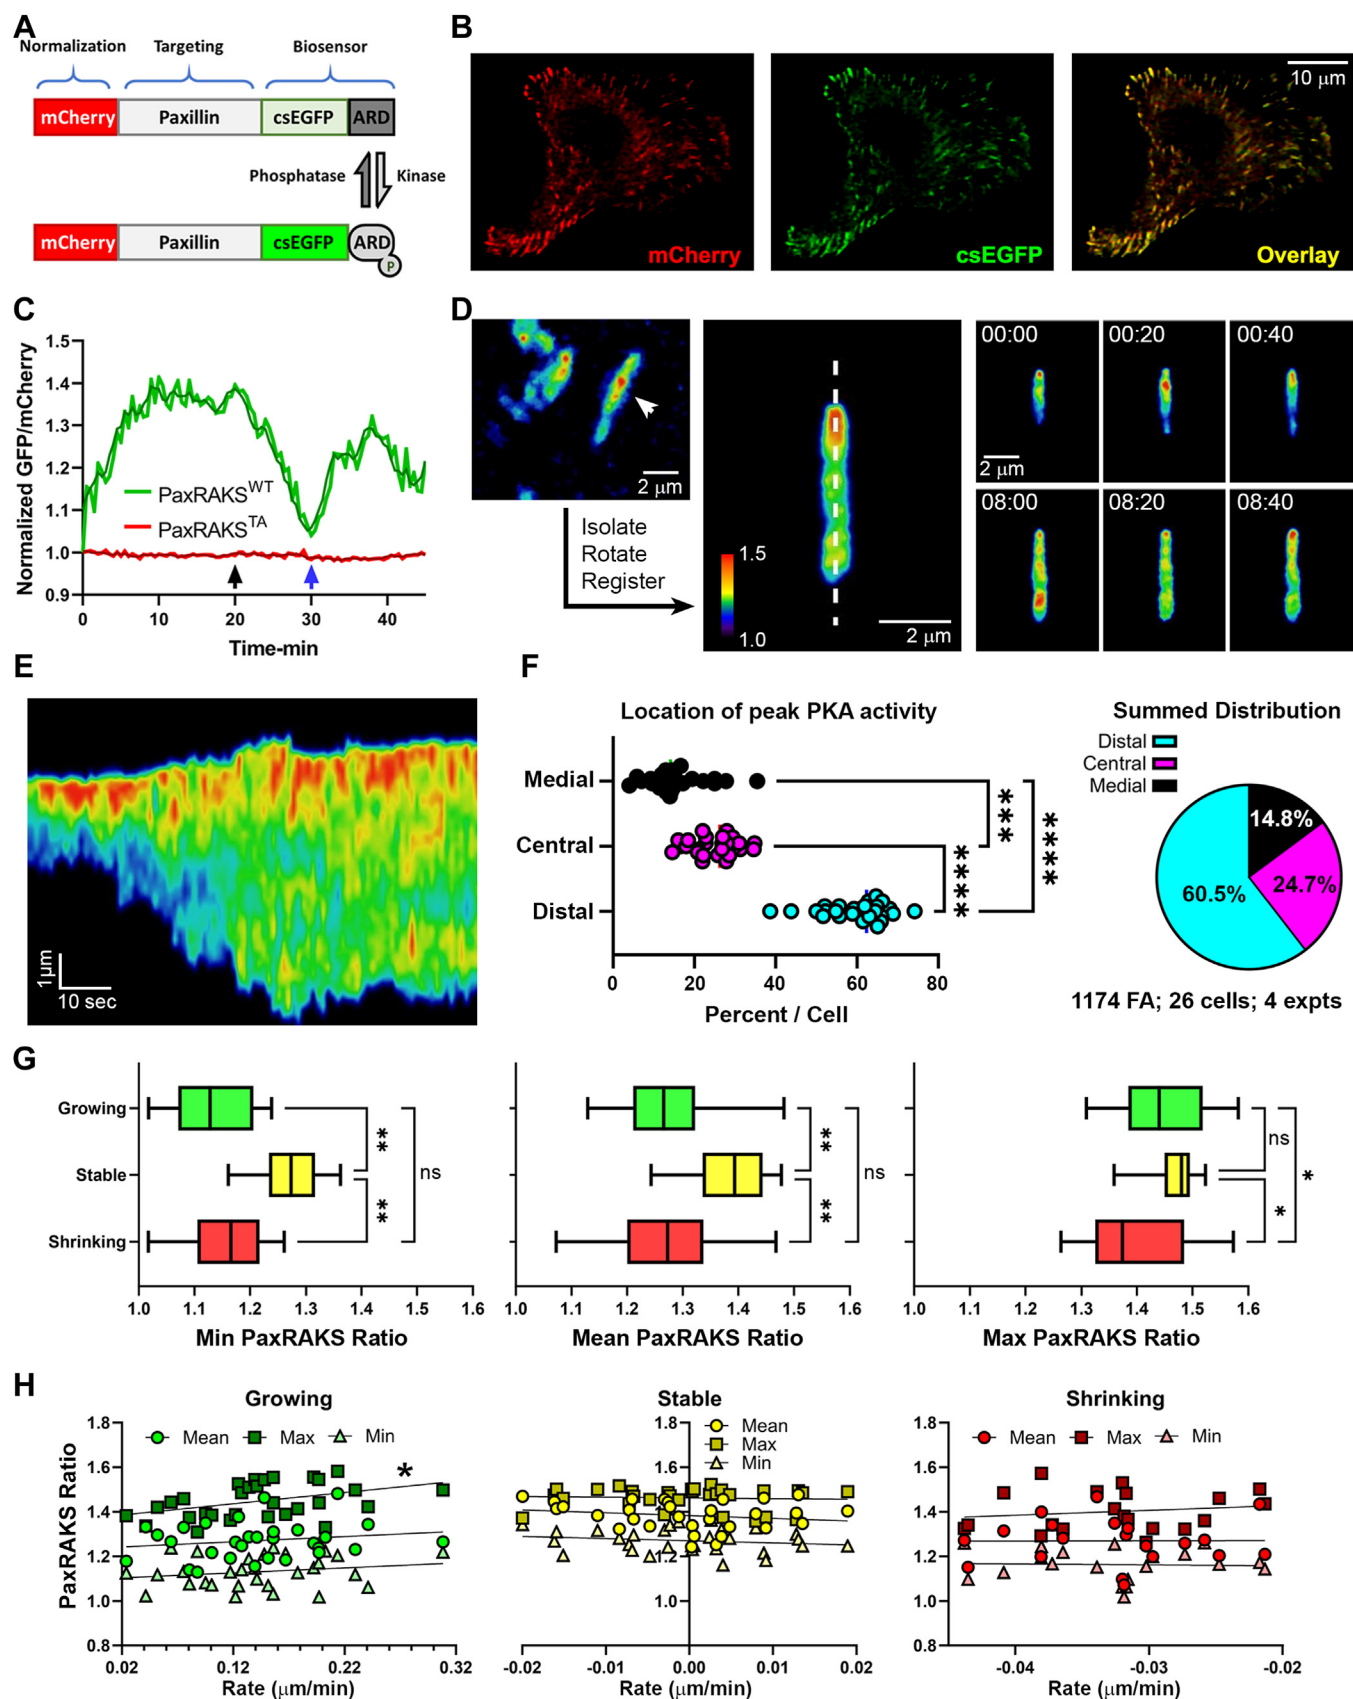 A
Normalization Targeting Biosensor
mCherry Paxillin csEGFP ARD
Phosphatase Kinase
mCherry Paxillin csEGFP ARD
P
B
10 μm
mCherry csEGFP Overlay
C
Normalized GFP/mCherry
1.5
1.4
1.3
1.2
1.1
1.0
0.9
PaxRAKSWT
PaxRAKSTA
0 10 20 30 40
Time-min
D
2 μm
Isolate
Rotate
Register
1.5
1.0
2 μm
00:00 00:20 00:40
2 μm
08:00 08:20 08:40
E
1μm
10 sec
F
Location of peak PKA activity
Medial
Central
Distal
***
****
****
0 20 40 60 80
Percent / Cell
Summed Distribution
Distal
Central
Medial
14.8%
24.7%
60.5%
1174 FA; 26 cells; 4 expts
G
Growing
Stable
Shrinking
**
**
ns
1.0 1.1 1.2 1.3 1.4 1.5 1.6
Min PaxRAKS Ratio
**
**
ns
1.0 1.1 1.2 1.3 1.4 1.5 1.6
Mean PaxRAKS Ratio
ns
*
*
1.0 1.1 1.2 1.3 1.4 1.5 1.6
Max PaxRAKS Ratio
H
PaxRAKS Ratio
Growing
1.8
1.6
1.4
1.2
1.0
0.8
Mean Max Min
*
0.02 0.12 0.22 0.32
Rate (μm/min)
Stable
1.8
1.6
1.4
1.2
1.0
Mean
Max
Min
-0.02 -0.01 0.00 0.01 0.02
Rate (μm/min)
Shrinking
1.8
1.6
1.4
1.2
1.0
0.8
Mean Max Min
-0.04 -0.03 -0.02
Rate (μm/min)